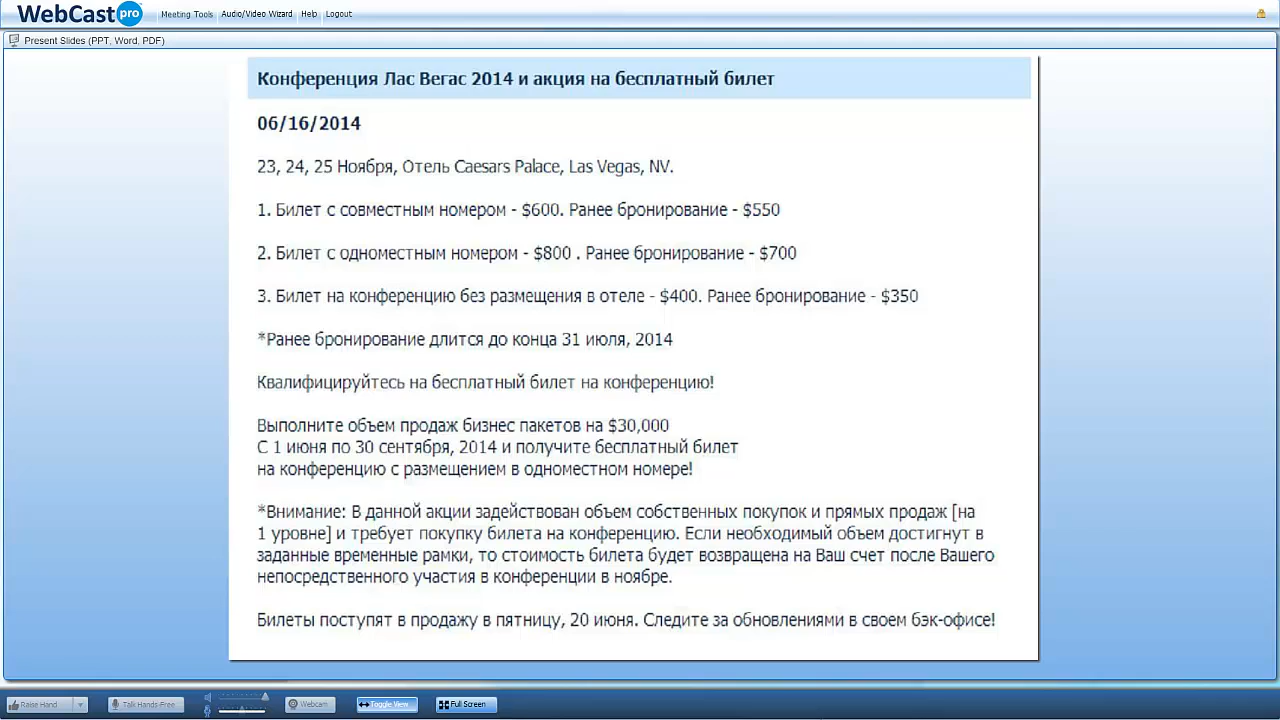 WebCast pro Meeting Tools Audio/Video Wizard Help Logout
Present Slides (PPT, Word, PDF)
Конференция Лас Вегас 2014 и акция на бесплатный билет
06/16/2014
23, 24, 25 Ноября, Отель Caesars Palace, Las Vegas, NV.
1. Билет с совместным номером - $600. Ранее бронирование - $550
2. Билет с одноместным номером - $800 . Ранее бронирование - $700
3. Билет на конференцию без размещения в отеле - $400. Ранее бронирование - $350
*Ранее бронирование длится до конца 31 июля, 2014
Квалифицируйтесь на бесплатный билет на конференцию!
Выполните объем продаж бизнес пакетов на $30,000
С 1 июня по 30 сентября, 2014 и получите бесплатный билет
на конференцию с размещением в одноместном номере!
*Внимание: В данной акции задействован объем собственных покупок и прямых продаж [на
1 уровне] и требует покупку билета на конференцию. Если необходимый объем достигнут в
заданные временные рамки, то стоимость билета будет возвращена на Ваш счет после Вашего
непосредственного участия в конференции в ноябре.
Билеты поступят в продажу в пятницу, 20 июня. Следите за обновлениями в своем бэк-офисе!
Raise Hand Talk Hands-Free Webcam Toggle View Full Screen